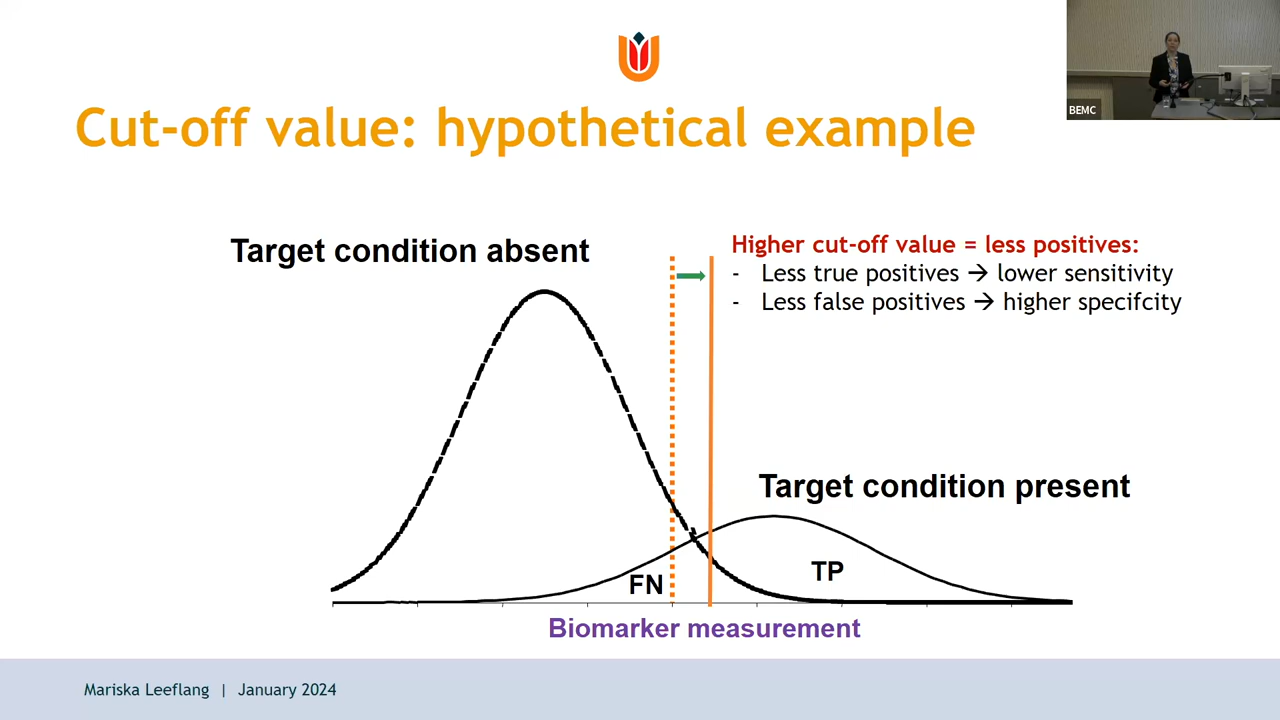 BEMC
Cut-off value: hypothetical example
Target condition absent
Higher cut-off value = less positives:
- Less true positives → lower sensitivity
- Less false positives → higher specifcity
Target condition present
FN
TP
Biomarker measurement
Mariska Leeflang | January 2024